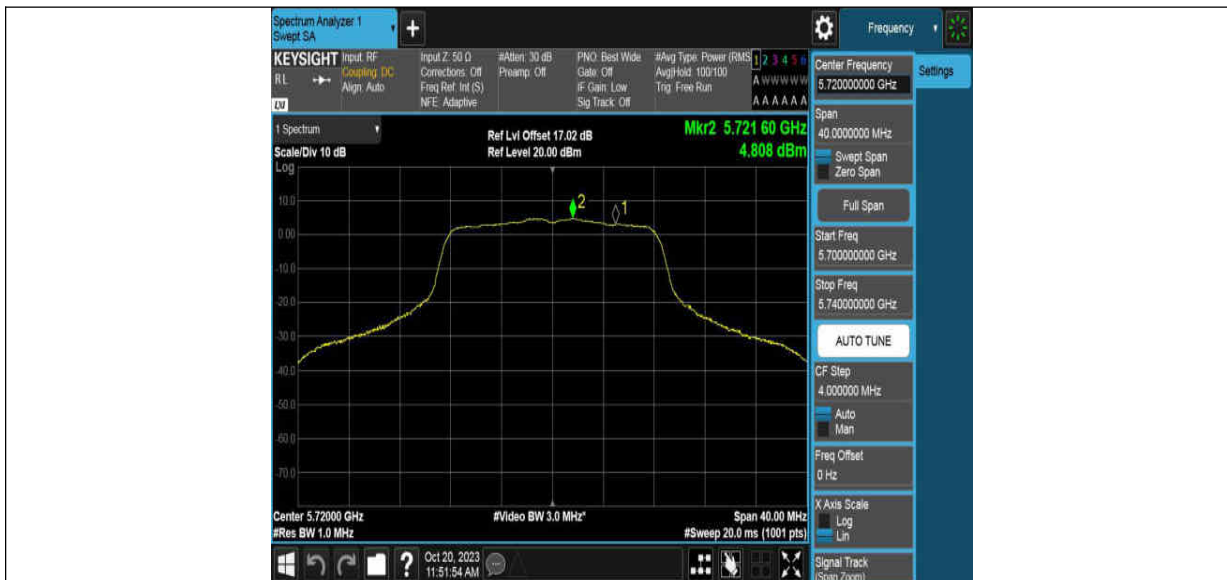 Spectrum Analyzer 1
Swept SA
+
Frequency
KEYSIGHT
RL
LXI
Input: RF
Coupling: DC
Align: Auto
Input Z: 50 Ω
Corrections: Off
Freq Ref: Int (S)
NFE: Adaptive
#Atten: 30 dB
Preamp: Off
PNO: Best Wide
Gate: Off
IF Gain: Low
Sig Track: Off
#Avg Type: Power (RMS
Avg|Hold: 100/100
Trig: Free Run
1 2 3 4 5 6
A W W W W W
A A A A A A
1 Spectrum
Scale/Div 10 dB
Log
Ref Lvl Offset 17.02 dB
Ref Level 20.00 dBm
Mkr2 5.721 60 GHz
4.808 dBm
10.0
0.00
-10.0
-20.0
-30.0
-40.0
-50.0
-60.0
-70.0
2
1
Center 5.72000 GHz
#Res BW 1.0 MHz
#Video BW 3.0 MHz*
Span 40.00 MHz
#Sweep 20.0 ms (1001 pts)
Center Frequency
5.720000000 GHz
Settings
Span
40.0000000 MHz
Swept Span
Zero Span
Full Span
Start Freq
5.700000000 GHz
Stop Freq
5.740000000 GHz
AUTO TUNE
CF Step
4.000000 MHz
Auto
Man
Freq Offset
0 Hz
X Axis Scale
Log
Lin
Signal Track
(Span Zoom)
?
Oct 20, 2023
11:51:54 AM